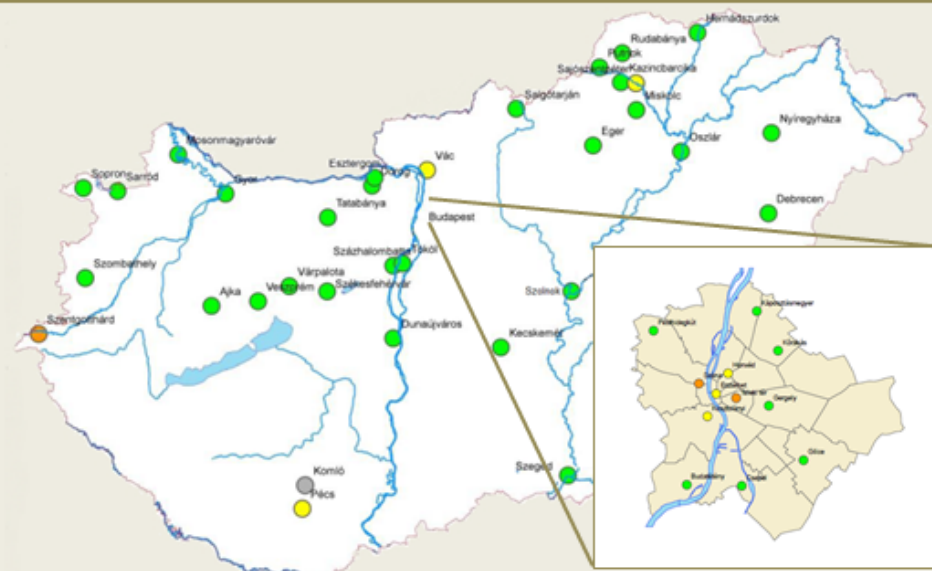 Hernádszurdok
Rudabánya
Putnok
Kazincbarcika
Salgótarján
Miskolc
Nyíregyháza
Mosonmagyaróvár
Eger
Oszlár
Vác
Esztergom
Dorog
Sopron
Sarród
Győr
Tatabánya
Debrecen
Budapest
Százhalombatta
Tököl
Szombathely
Várpalota
Ajka
Veszprém
Székesfehérvár
Szolnok
Szentgotthárd
Dunaújváros
Kecskemét
Komló
Pécs
Szeged
Káposztásmegyer
Pesthidegkút
Kőrakás
Honvéd
Erzsébet
Gergely
Gilice
Budatétény
Csepel